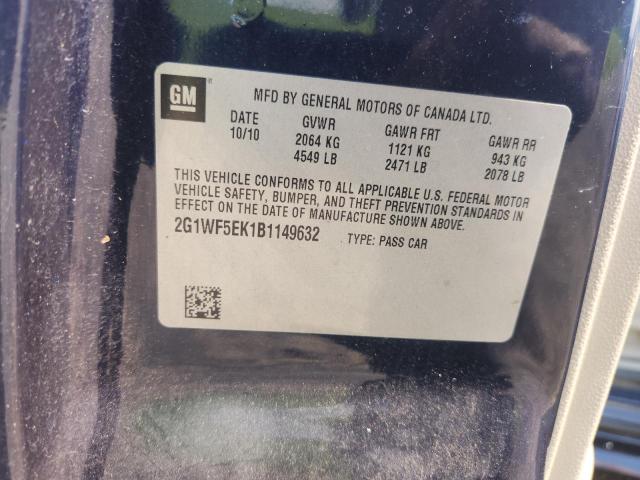 GM
MFD BY GENERAL MOTORS OF CANADA LTD.
DATE GVWR GAWR FRT GAWR RR
10/10 2064 KG 1121 KG 943 KG
4549 LB 2471 LB 2078 LB
THIS VEHICLE CONFORMS TO ALL APPLICABLE U.S. FEDERAL MOTOR
VEHICLE SAFETY, BUMPER, AND THEFT PREVENTION STANDARDS IN
EFFECT ON THE DATE OF MANUFACTURE SHOWN ABOVE.
2G1WF5EK1B1149632 TYPE: PASS CAR